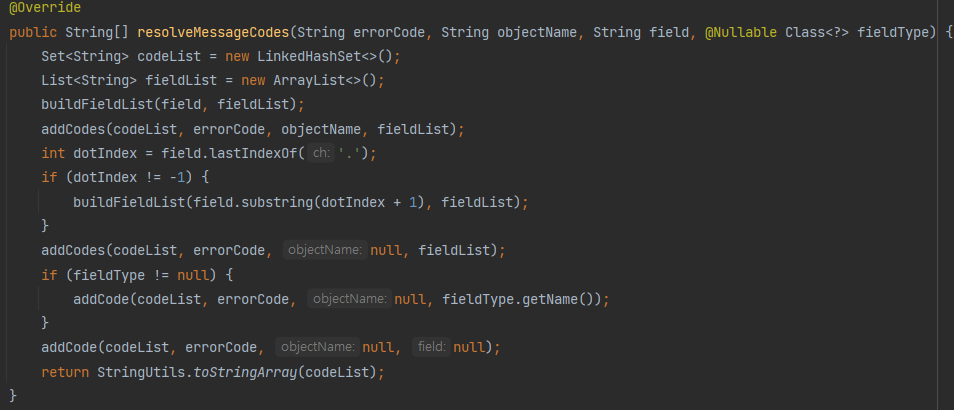 @Override
public String[] resolveMessageCodes(String errorCode, String objectName, String field, @Nullable Class<?> fieldType) {
    Set<String> codeList = new LinkedHashSet<>();
    List<String> fieldList = new ArrayList<>();
    buildFieldList(field, fieldList);
    addCodes(codeList, errorCode, objectName, fieldList);
    int dotIndex = field.lastIndexOf( ch: '.');
    if (dotIndex != -1) {
        buildFieldList(field.substring(dotIndex + 1), fieldList);
    }
    addCodes(codeList, errorCode, objectName: null, fieldList);
    if (fieldType != null) {
        addCode(codeList, errorCode, objectName: null, fieldType.getName());
    }
    addCode(codeList, errorCode, objectName: null, field: null);
    return StringUtils.toStringArray(codeList);
}